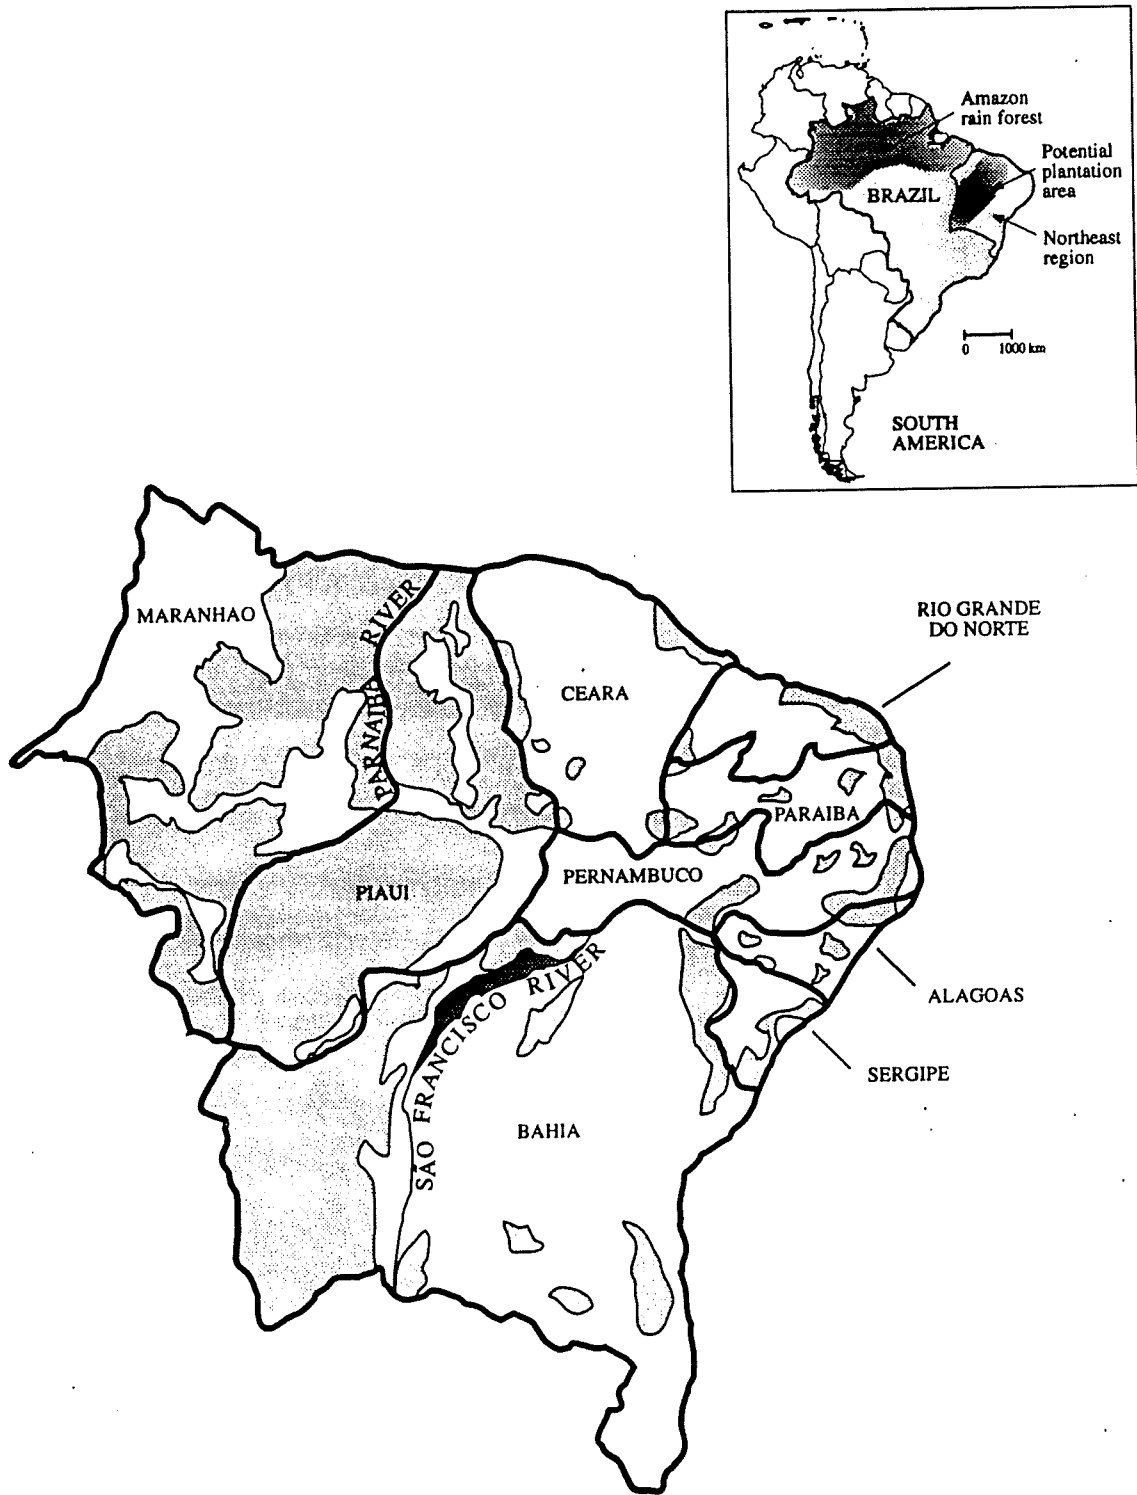 Amazon
rain forest
Potential
plantation
area
BRAZIL
Northeast
region
0 1000 km
SOUTH
AMERICA
MARANHAO
PARNAIBA RIVER
CEARA
RIO GRANDE
DO NORTE
PARAIBA
PIAUI
PERNAMBUCO
SÃO FRANCISCO RIVER
ALAGOAS
SERGIPE
BAHIA